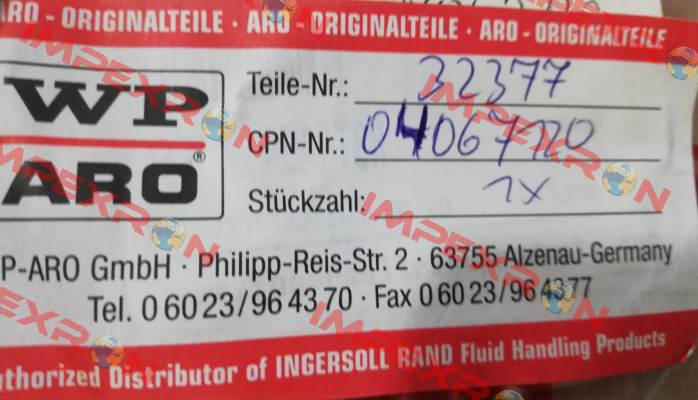 ARO - ORIGINALTEILE · ARO - ORIGINALTEILE · ARO - ORIGINALTEILE
WP
ARO®
Teile-Nr.: 32377
CPN-Nr.: 04067120
Stückzahl: 1x
P-ARO GmbH · Philipp-Reis-Str. 2 · 63755 Alzenau-Germany
Tel. 0 60 23/96 43 70 · Fax 0 60 23/96 43 77
uthorized Distributor of INGERSOLL RAND Fluid Handling Products
IMPEXRON